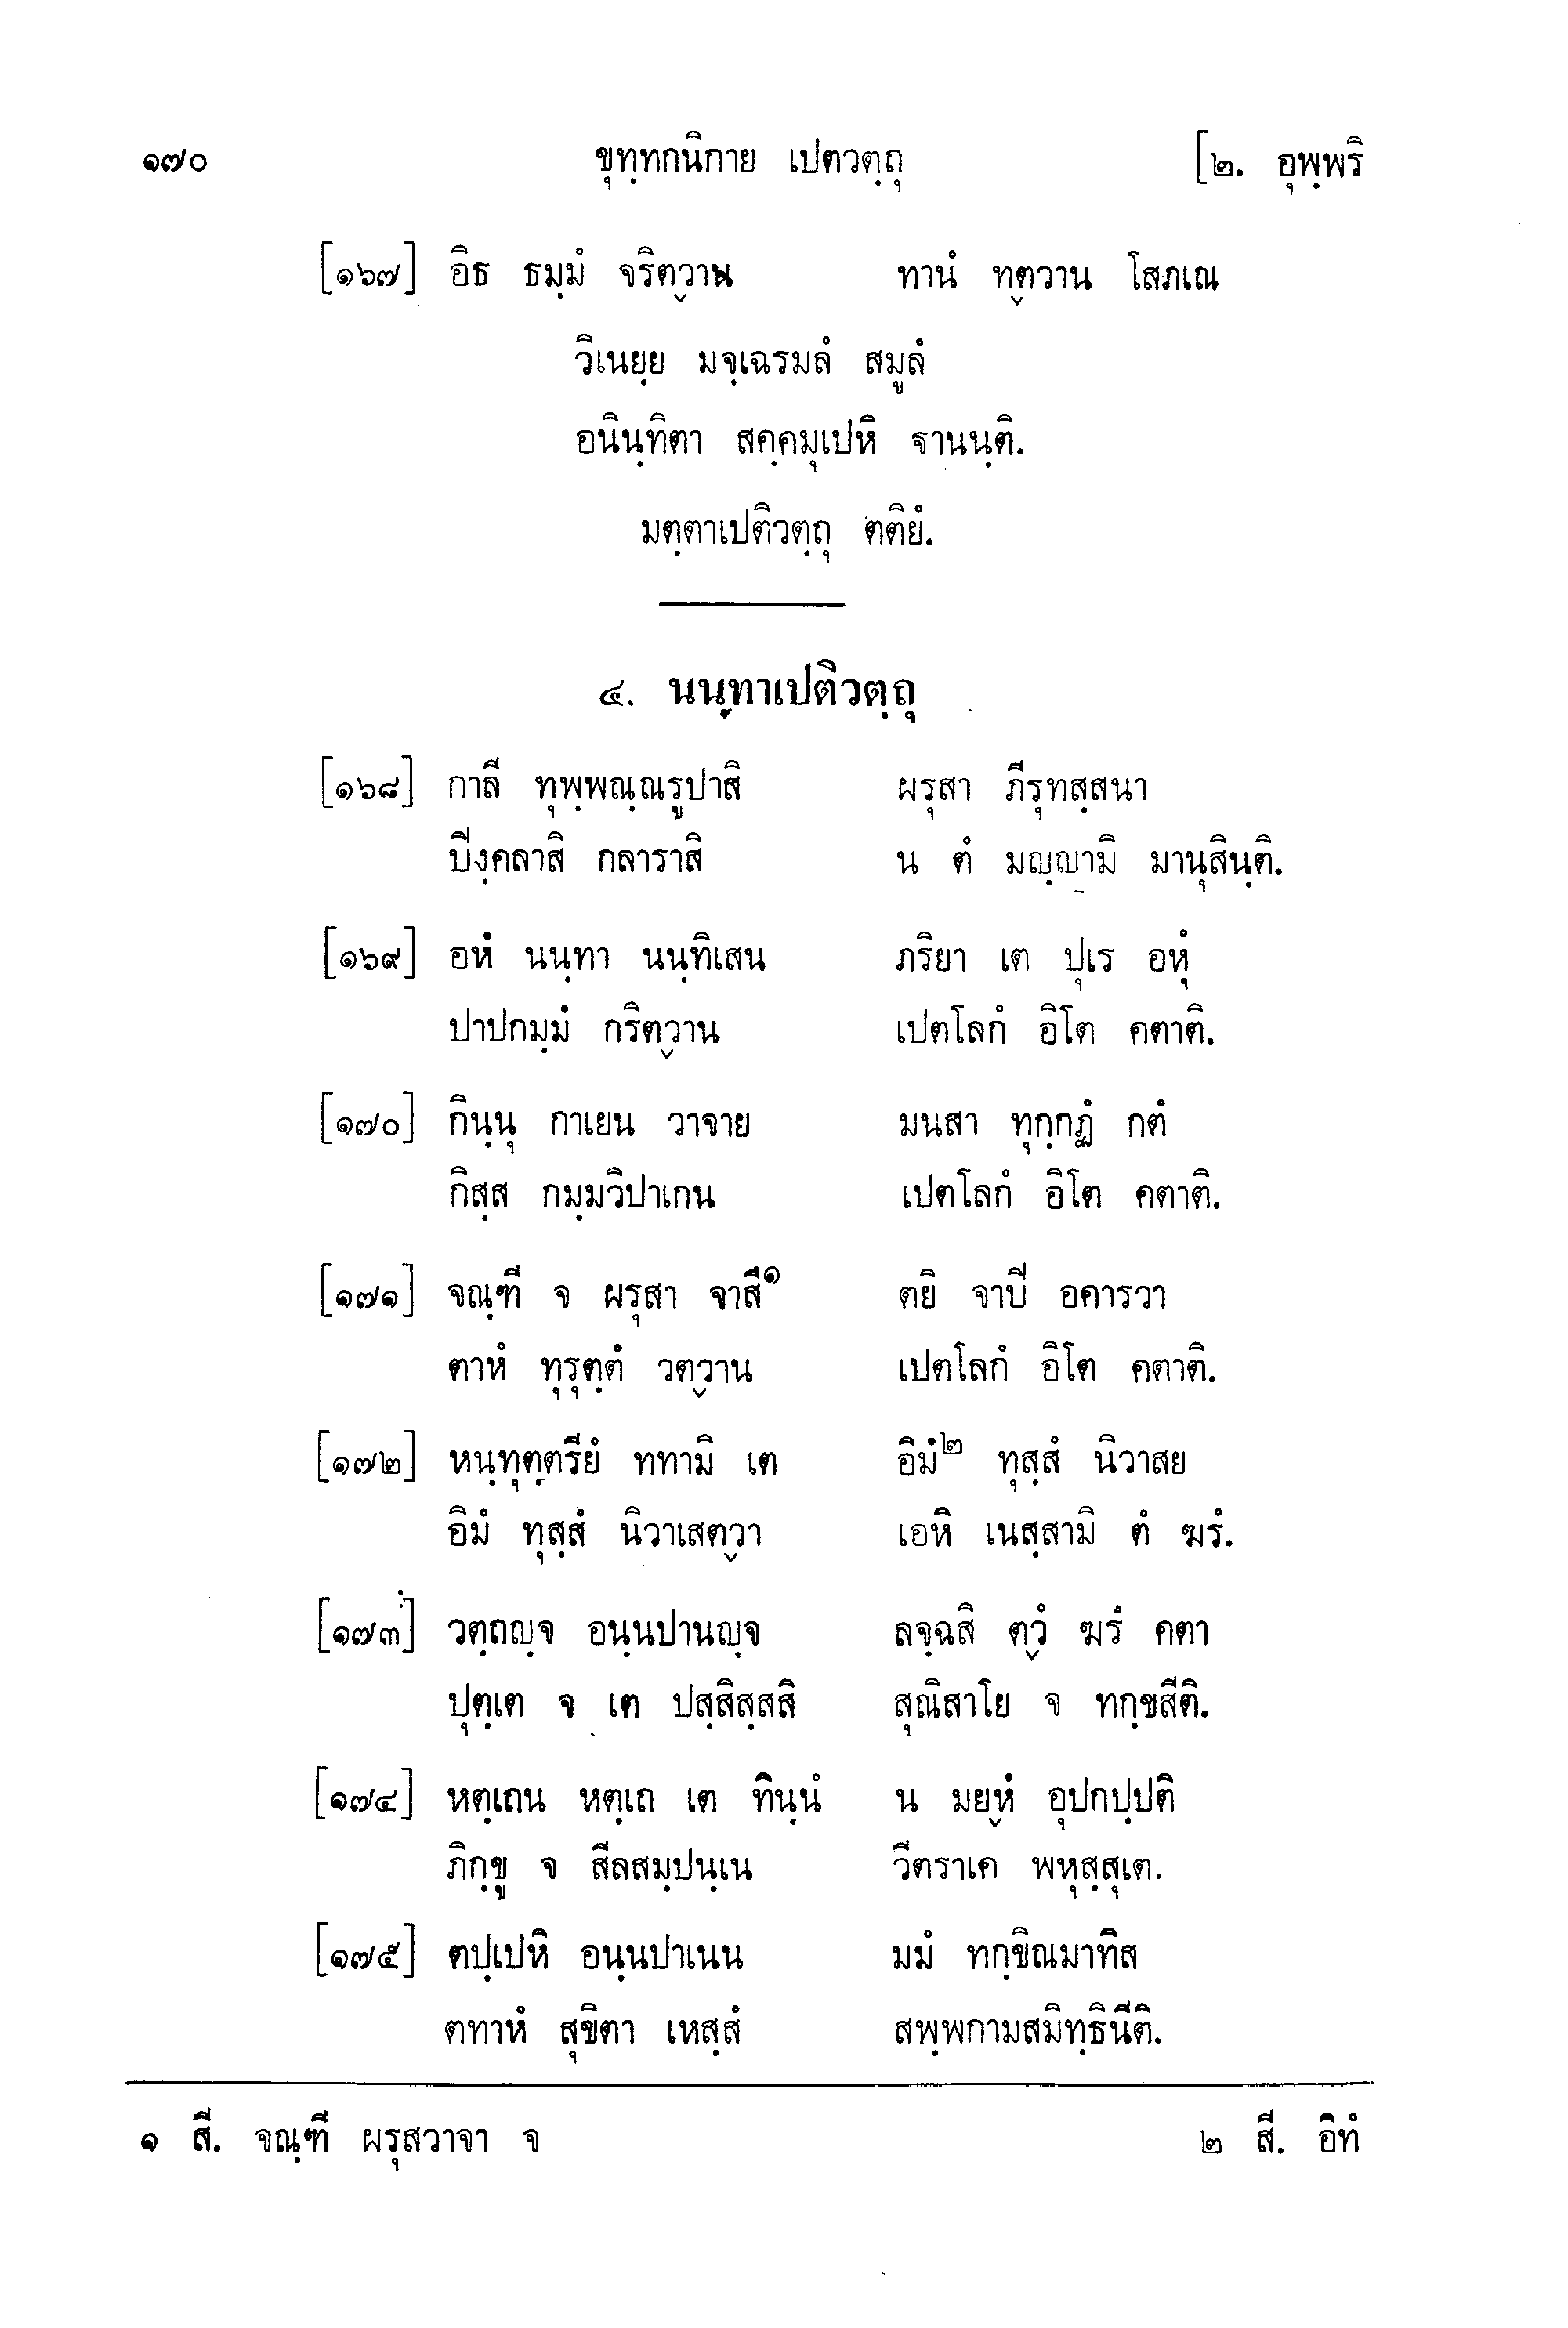 ๑๗๐ ขุทฺทกนิกาย เปตวตฺถุ [๒. อุพฺพริ
[๑๖๗] อิธ ธมฺมํ จริตฺวาน ทานํ ทตฺวาน โสภเณ
วิเนยฺย มจฺเฉรมลํ สมูลํ
อนินฺทิตา สคฺคมุเปหิ ฐานนฺติ.
มตฺตาเปติวตฺถุ ตติยํ.
๔. นนฺทาเปติวตฺถุ
[๑๖๘] กาลี ทุพฺพณฺณรูปาสิ ผรุสา ภีรุทสฺสนา
ปิงฺคลาสิ กลาราสิ น ตํ มญฺญามิ มานุสินฺติ.
[๑๖๙] อหํ นนฺทา นนฺทิเสน ภริยา เต ปุเร อหุํ
ปาปกมฺมํ กริตฺวาน เปตโลกํ อิโต คตาติ.
[๑๗๐] กินฺนุ กาเยน วาจาย มนสา ทุกฺกฏํ กตํ
กิสฺส กมฺมวิปาเกน เปตโลกํ อิโต คตาติ.
[๑๗๑] จณฺฑี จ ผรุสา จาสึ๑ ตยิ จาปิ อคารวา
ตาหํ ทุรุตฺตํ วตฺวาน เปตโลกํ อิโต คตาติ.
[๑๗๒] หนฺทุตฺตรียํ ททามิ เต อิมํ๒ ทุสฺสํ นิวาสย
อิมํ ทุสฺสํ นิวาเสตฺวา เอหิ เนสฺสามิ ตํ ฆรํ.
[๑๗๓] วตฺถญฺจ อนฺนปานญฺจ ลจฺฉสิ ตฺวํ ฆรํ คตา
ปุตฺเต จ เต ปสฺสิสฺสสิ สุณิสาโย จ ทกฺขสีติ.
[๑๗๔] หตฺเถน หตฺเถ เต ทินฺนํ น มยฺหํ อุปกปฺปติ
ภิกฺขู จ สีลสมฺปนฺเน วีตราเค พหุสฺสุเต.
[๑๗๕] ตปฺเปหิ อนฺนปาเนน มมํ ทกฺขิณมาทิส
ตทาหํ สุขิตา เหสฺสํ สพฺพกามสมิทฺธินีติ.
๑ สี. จณฺฑี ผรุสวาจา จ ๒ สี. อิทํ